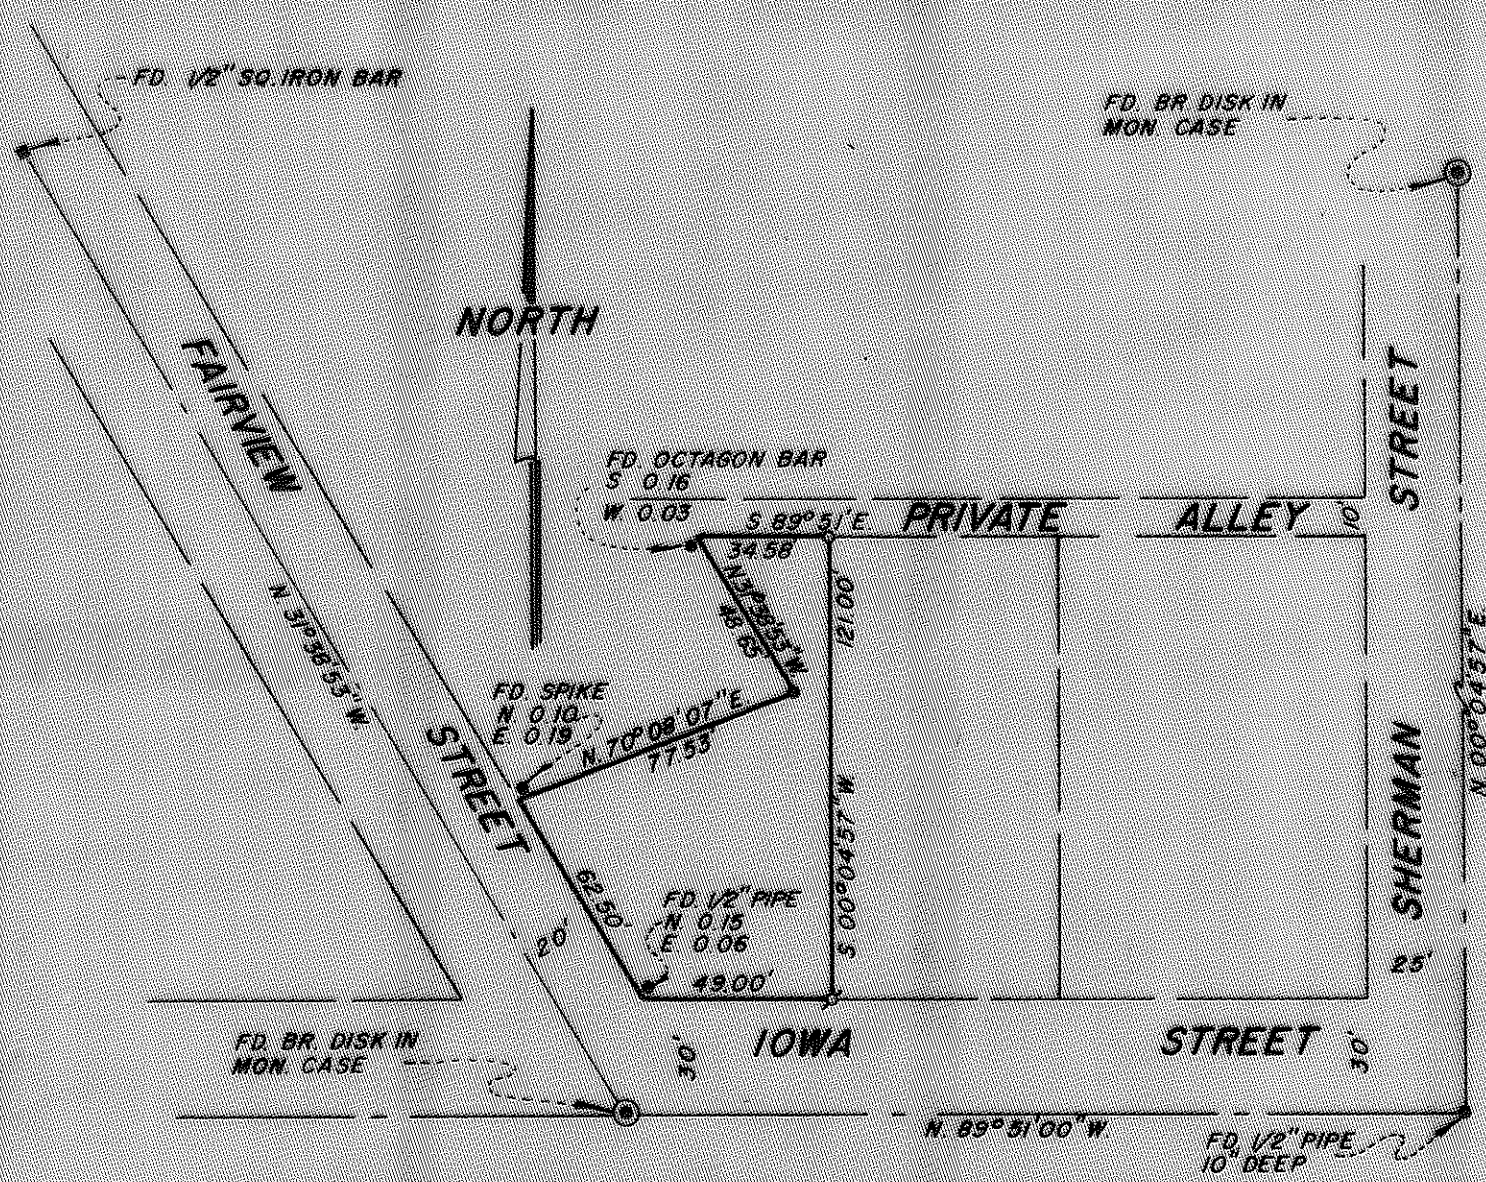 FD. 1/2" SQ. IRON BAR
FD. BR. DISK IN
MON. CASE
NORTH
FAIRVIEW
STREET
N. 31°38'53" W.
FD. OCTAGON BAR
S 0.16
W. 0.03
S 89°51'E
34.58'
PRIVATE ALLEY
10'
N 31°38'53" W.
48.65'
121.00'
S 00°04'57" W
FD. SPIKE
N 0.10
E 0.19
N. 70°08'07" E
77.53'
62.50
20'
FD. 1/2" PIPE
N 0.15
E 0.06
49.00'
STREET
SHERMAN
N 00°04'57" E.
25'
FD. BR. DISK IN
MON. CASE
30'
IOWA STREET
30'
N. 89°51'00" W.
FD. 1/2" PIPE
10" DEEP